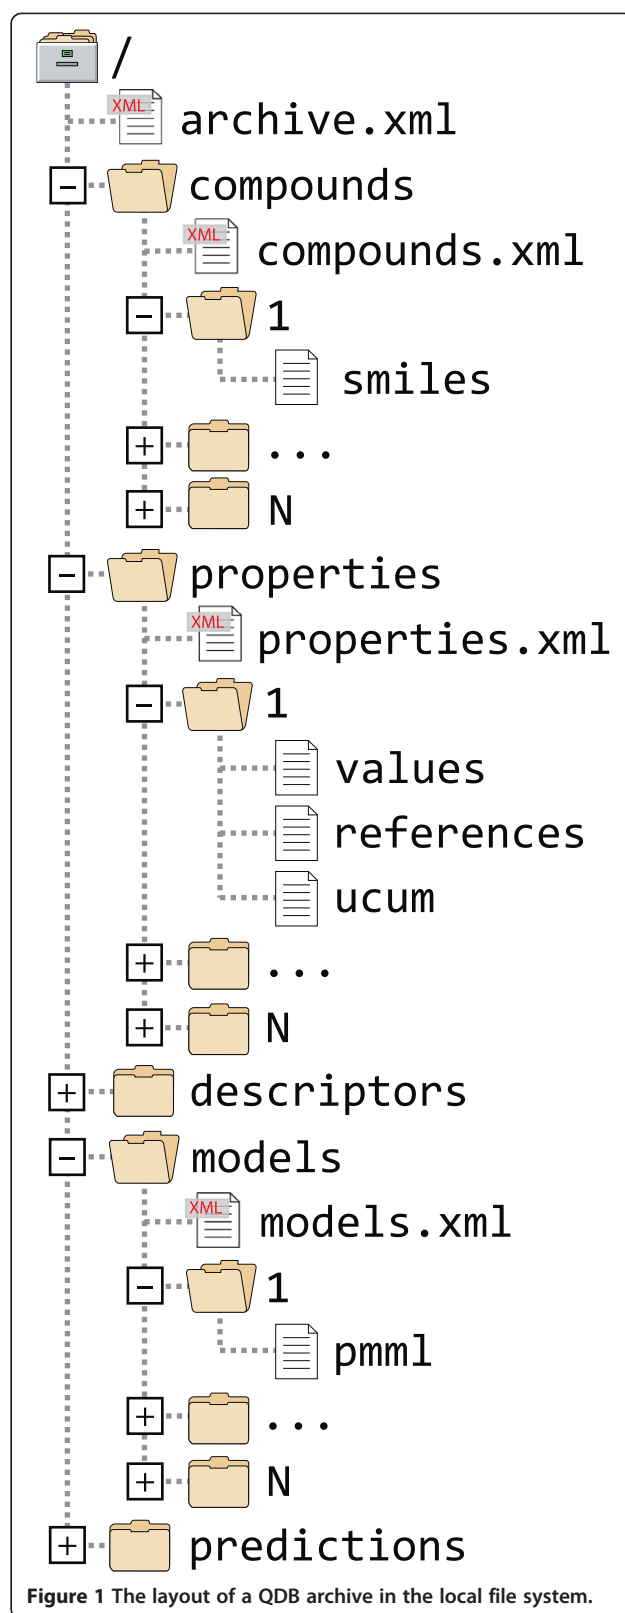 /
XML archive.xml
− compounds
XML compounds.xml
− 1
smiles
+ ...
+ N
− properties
XML properties.xml
− 1
values
references
ucum
+ ...
+ N
+ descriptors
− models
XML models.xml
− 1
pmml
+ ...
+ N
+ predictions
Figure 1 The layout of a QDB archive in the local file system.